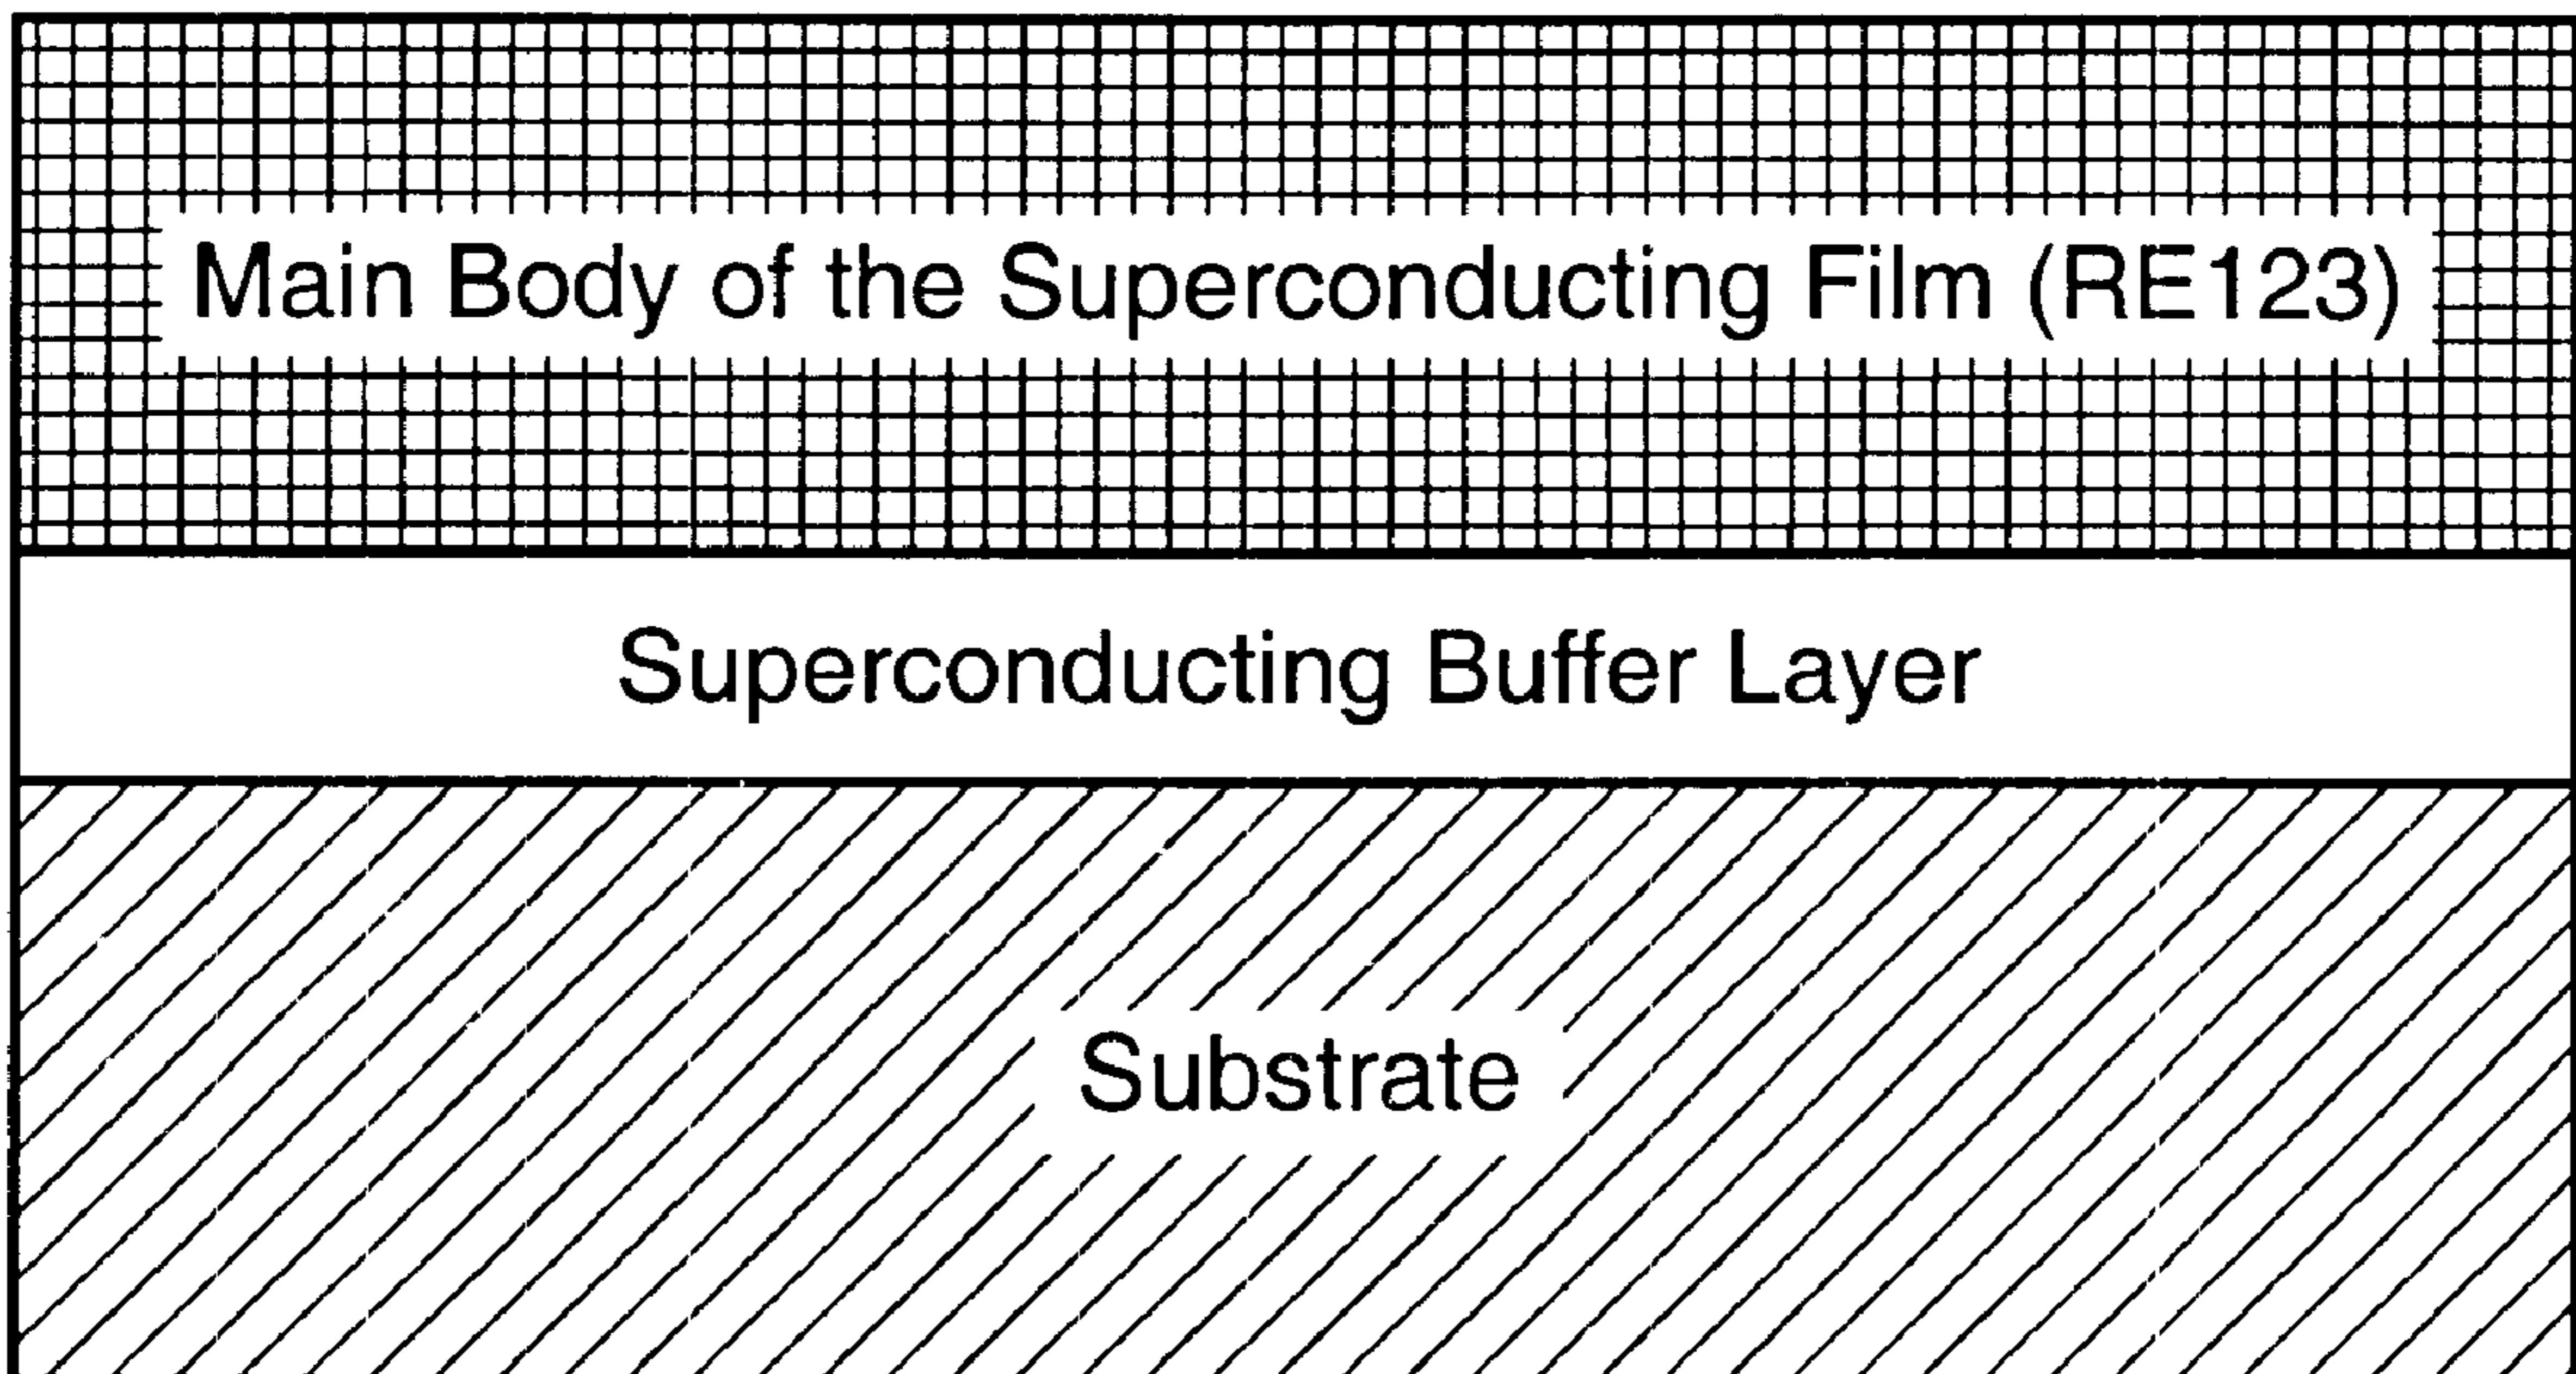 Main Body of the Superconducting Film (RE123)
Superconducting Buffer Layer
Substrate